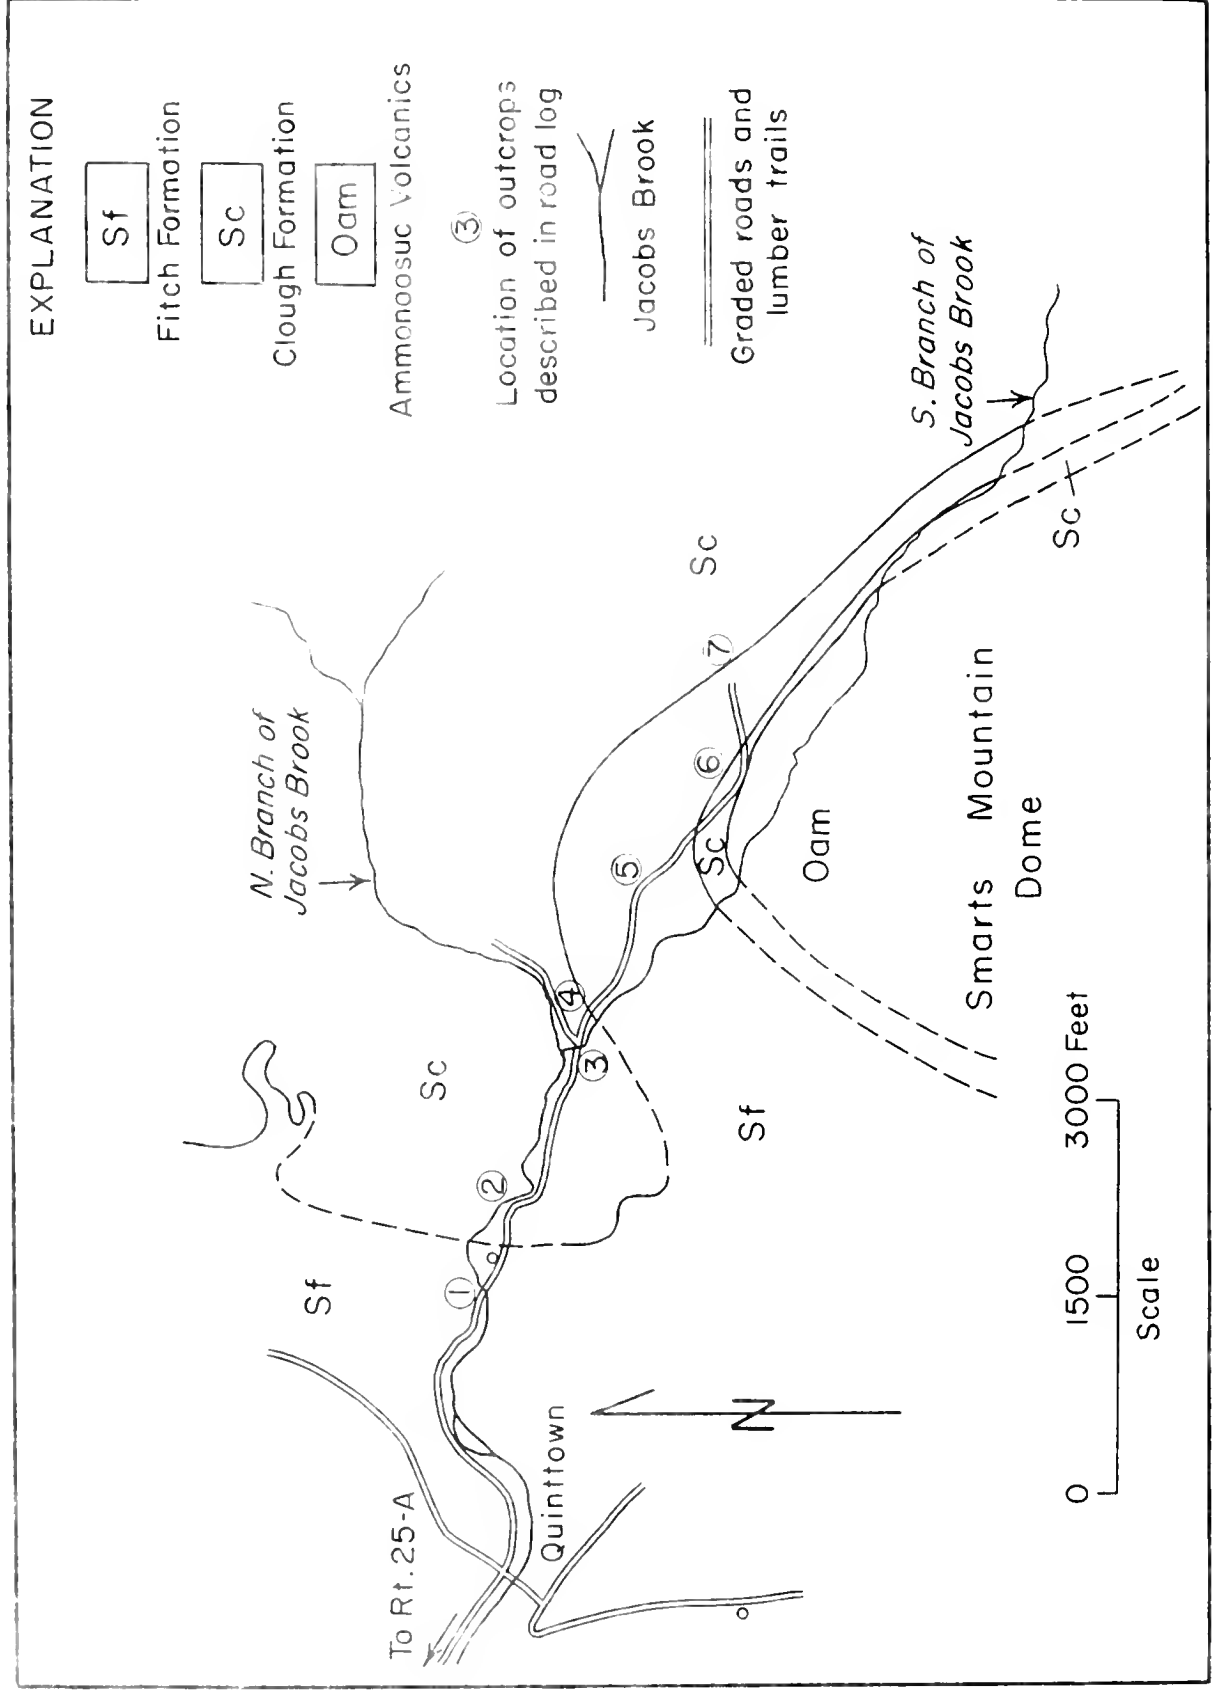 EXPLANATION
Sf
Fitch Formation
Sc
Clough Formation
Oam
Ammonoosuc Volcanics
3
Location of outcrops
described in road log
Jacobs Brook
Graded roads and
lumber trails
N. Branch of
Jacobs Brook
S. Branch of
Jacobs Brook
To Rt. 25-A
Quinttown
Sf
Sc
Sc
Sc
Sc
Sf
Oam
1
2
3
4
5
6
7
Smarts Mountain
Dome
N
0 1500 3000 Feet
Scale